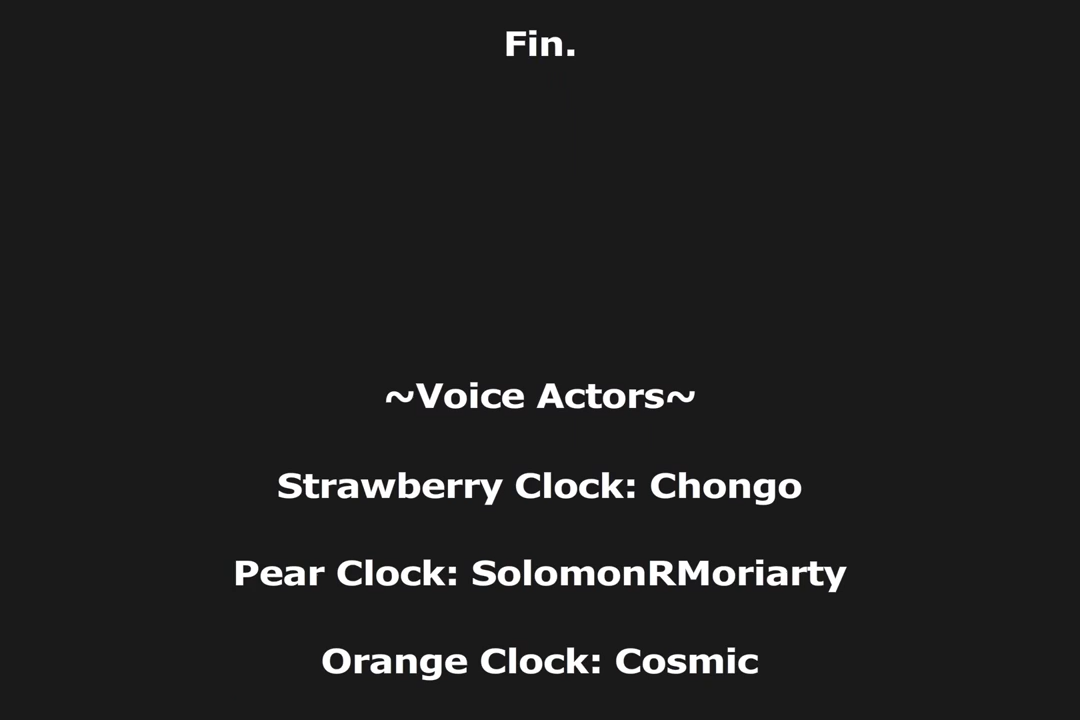 Fin.
~Voice Actors~
Strawberry Clock: Chongo
Pear Clock: SolomonRMoriarty
Orange Clock: Cosmic